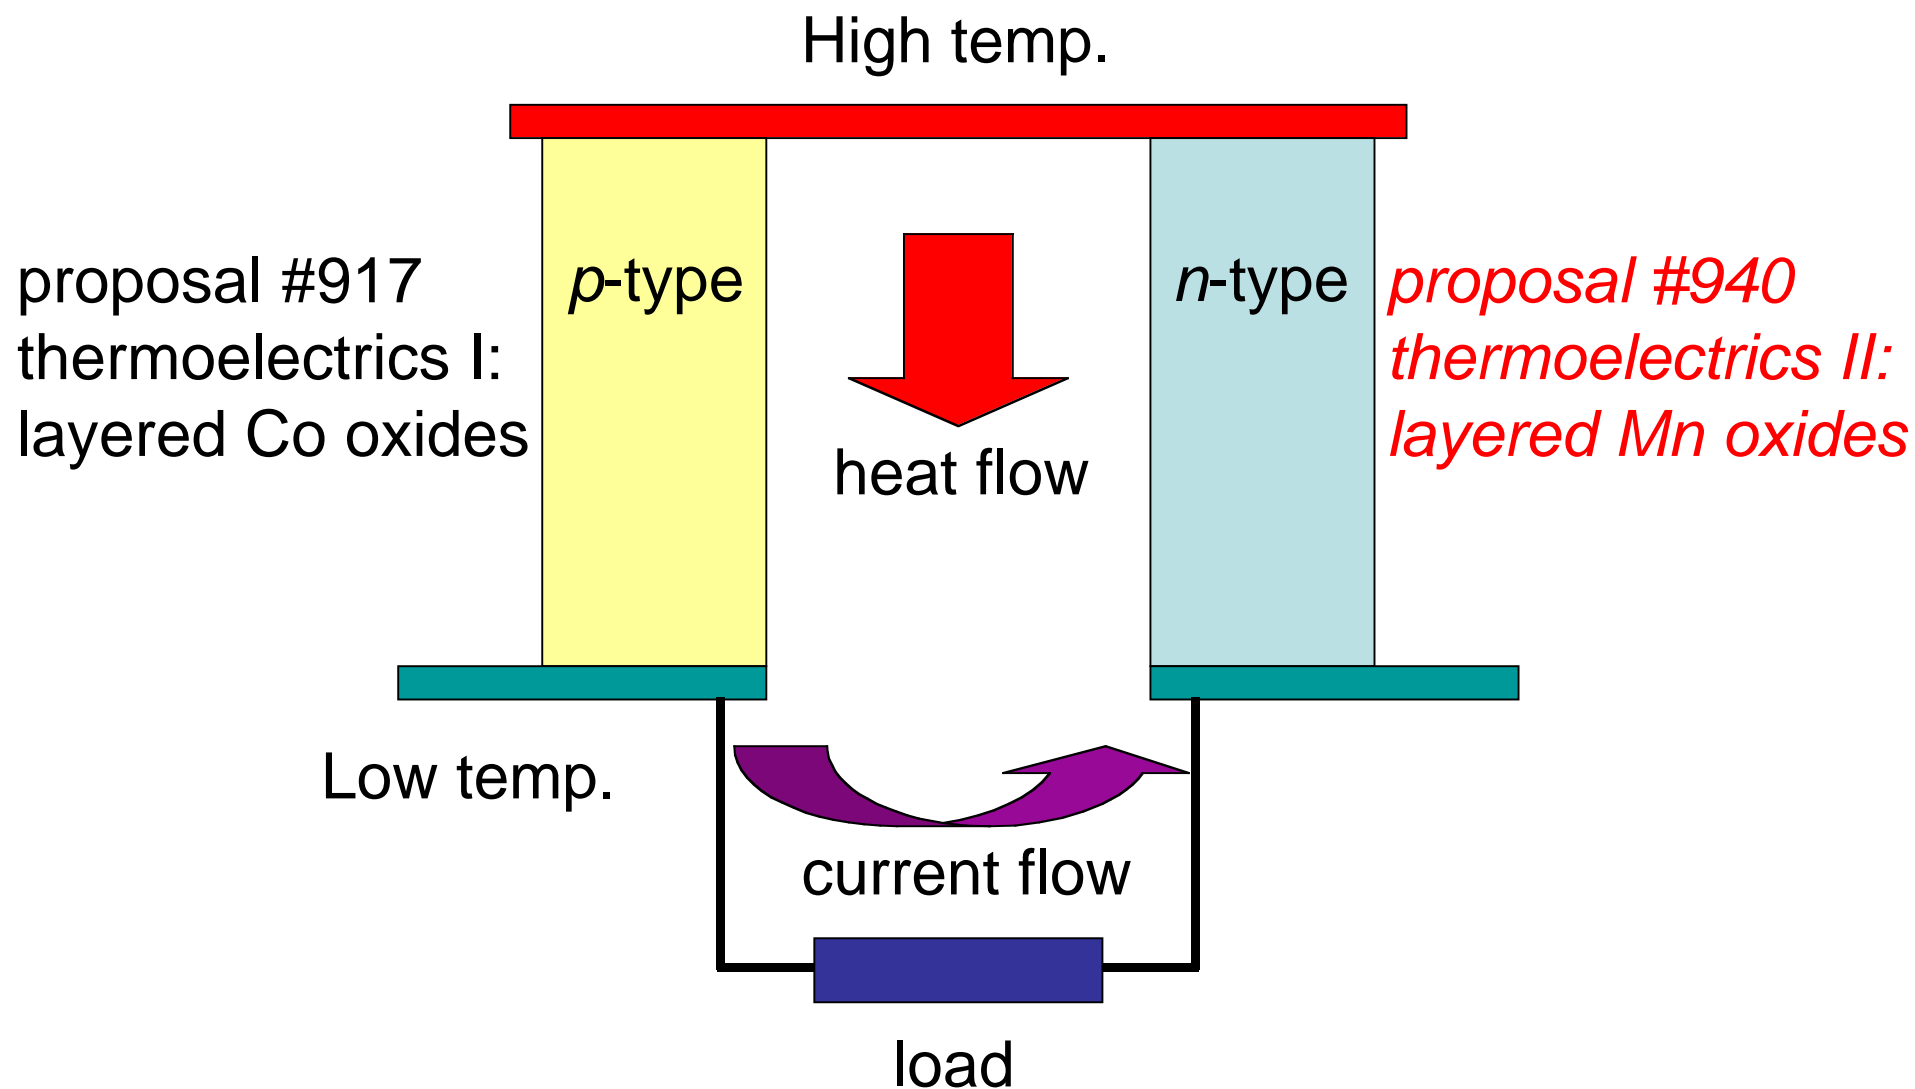 High temp.
proposal #917
thermoelectrics I:
layered Co oxides
p-type
heat flow
n-type
proposal #940
thermoelectrics II:
layered Mn oxides
Low temp.
current flow
load